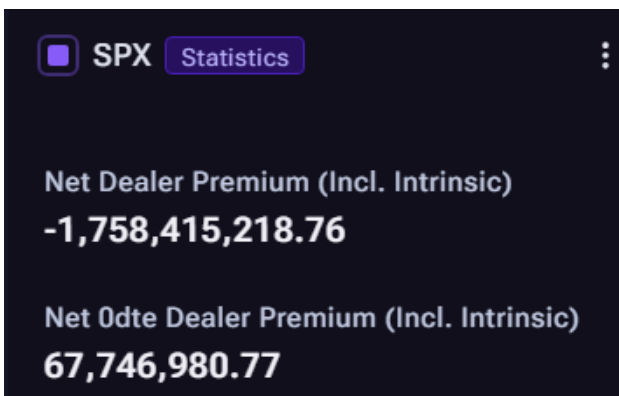 SPX Statistics
Net Dealer Premium (Incl. Intrinsic)
-1,758,415,218.76
Net 0dte Dealer Premium (Incl. Intrinsic)
67,746,980.77